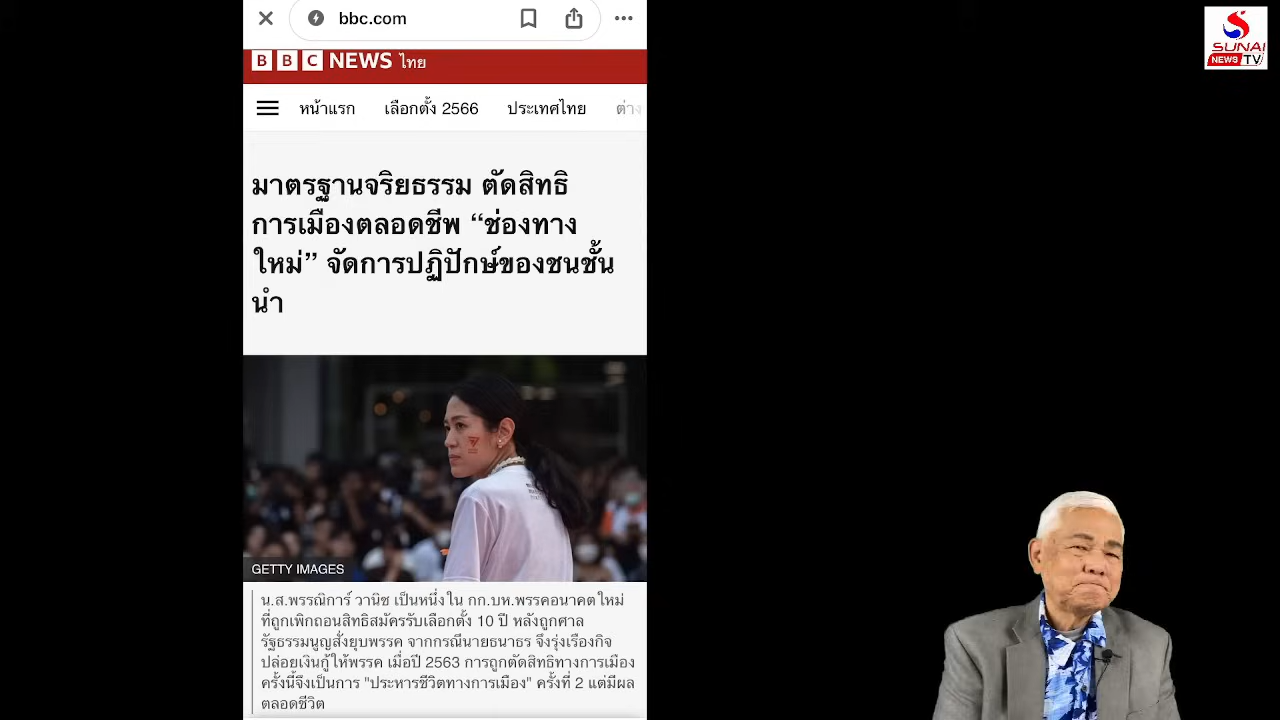 bbc.com
BBC NEWS ไทย
หน้าแรก เลือกตั้ง 2566 ประเทศไทย ต่าง
มาตรฐานจริยธรรม ตัดสิทธิ
การเมืองตลอดชีพ “ช่องทาง
ใหม่” จัดการปฏิปักษ์ของชนชั้น
นำ
GETTY IMAGES
น.ส.พรรณิการ์ วานิช เป็นหนึ่งใน กก.บห.พรรคอนาคตใหม่
ที่ถูกเพิกถอนสิทธิสมัครรับเลือกตั้ง 10 ปี หลังถูกศาล
รัฐธรรมนูญสั่งยุบพรรค จากกรณีนายธนาธร จึงรุ่งเรืองกิจ
ปล่อยเงินกู้ให้พรรค เมื่อปี 2563 การถูกตัดสิทธิทางการเมือง
ครั้งนี้จึงเป็นการ "ประหารชีวิตทางการเมือง" ครั้งที่ 2 แต่มีผล
ตลอดชีวิต
SUNAI
NEWS TV